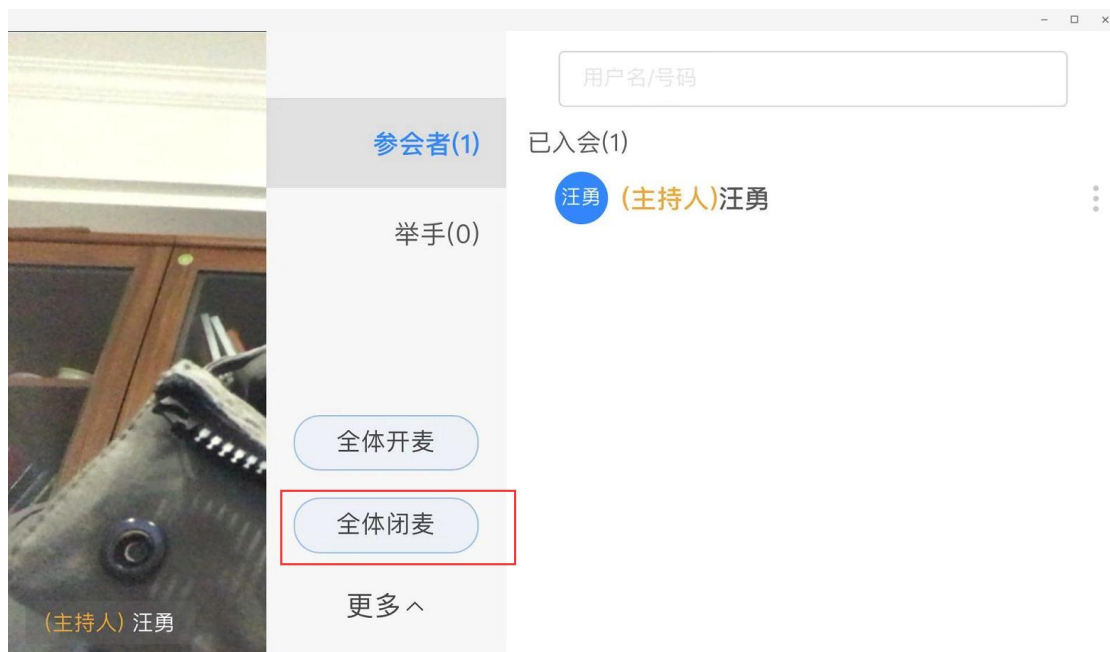 用户名/号码
参会者(1)
已入会(1)
汪勇
(主持人)汪勇
举手(0)
全体开麦
全体闭麦
更多
(主持人) 汪勇